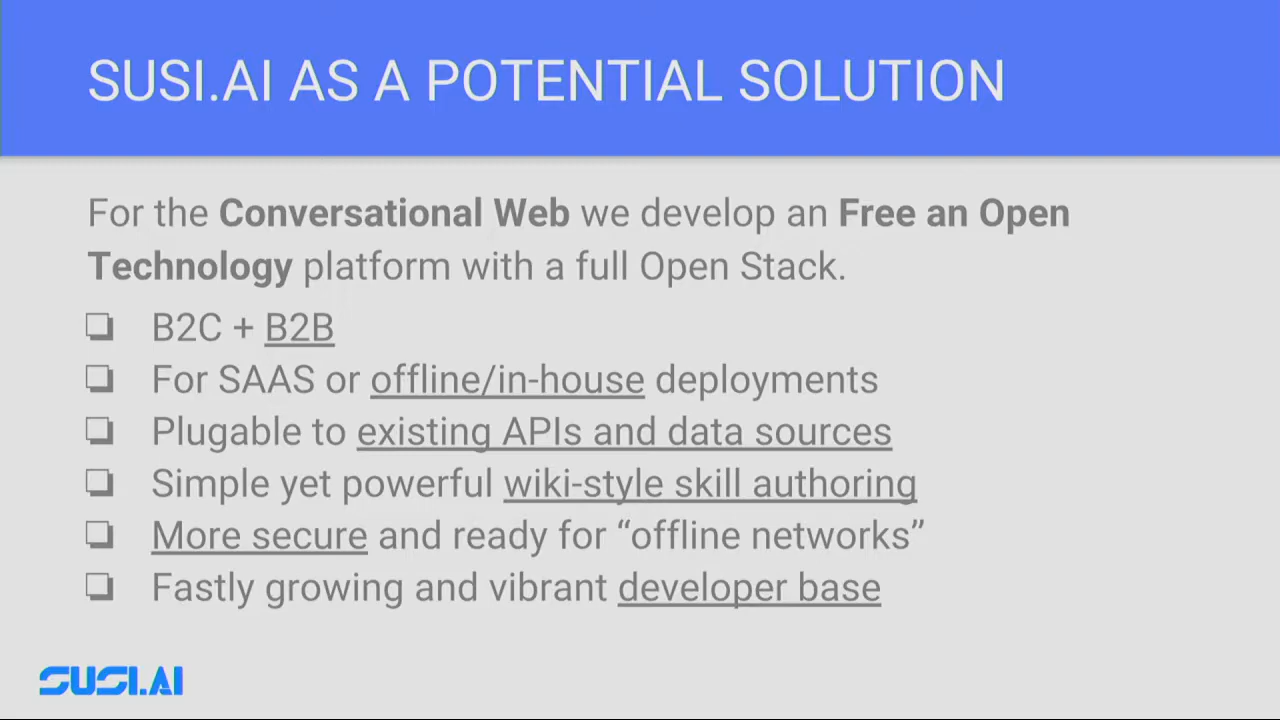 SUSI.AI AS A POTENTIAL SOLUTION
For the Conversational Web we develop an Free an Open
Technology platform with a full Open Stack.
❏ B2C + B2B
❏ For SAAS or offline/in-house deployments
❏ Plugable to existing APIs and data sources
❏ Simple yet powerful wiki-style skill authoring
❏ More secure and ready for “offline networks”
❏ Fastly growing and vibrant developer base
SUSI.AI